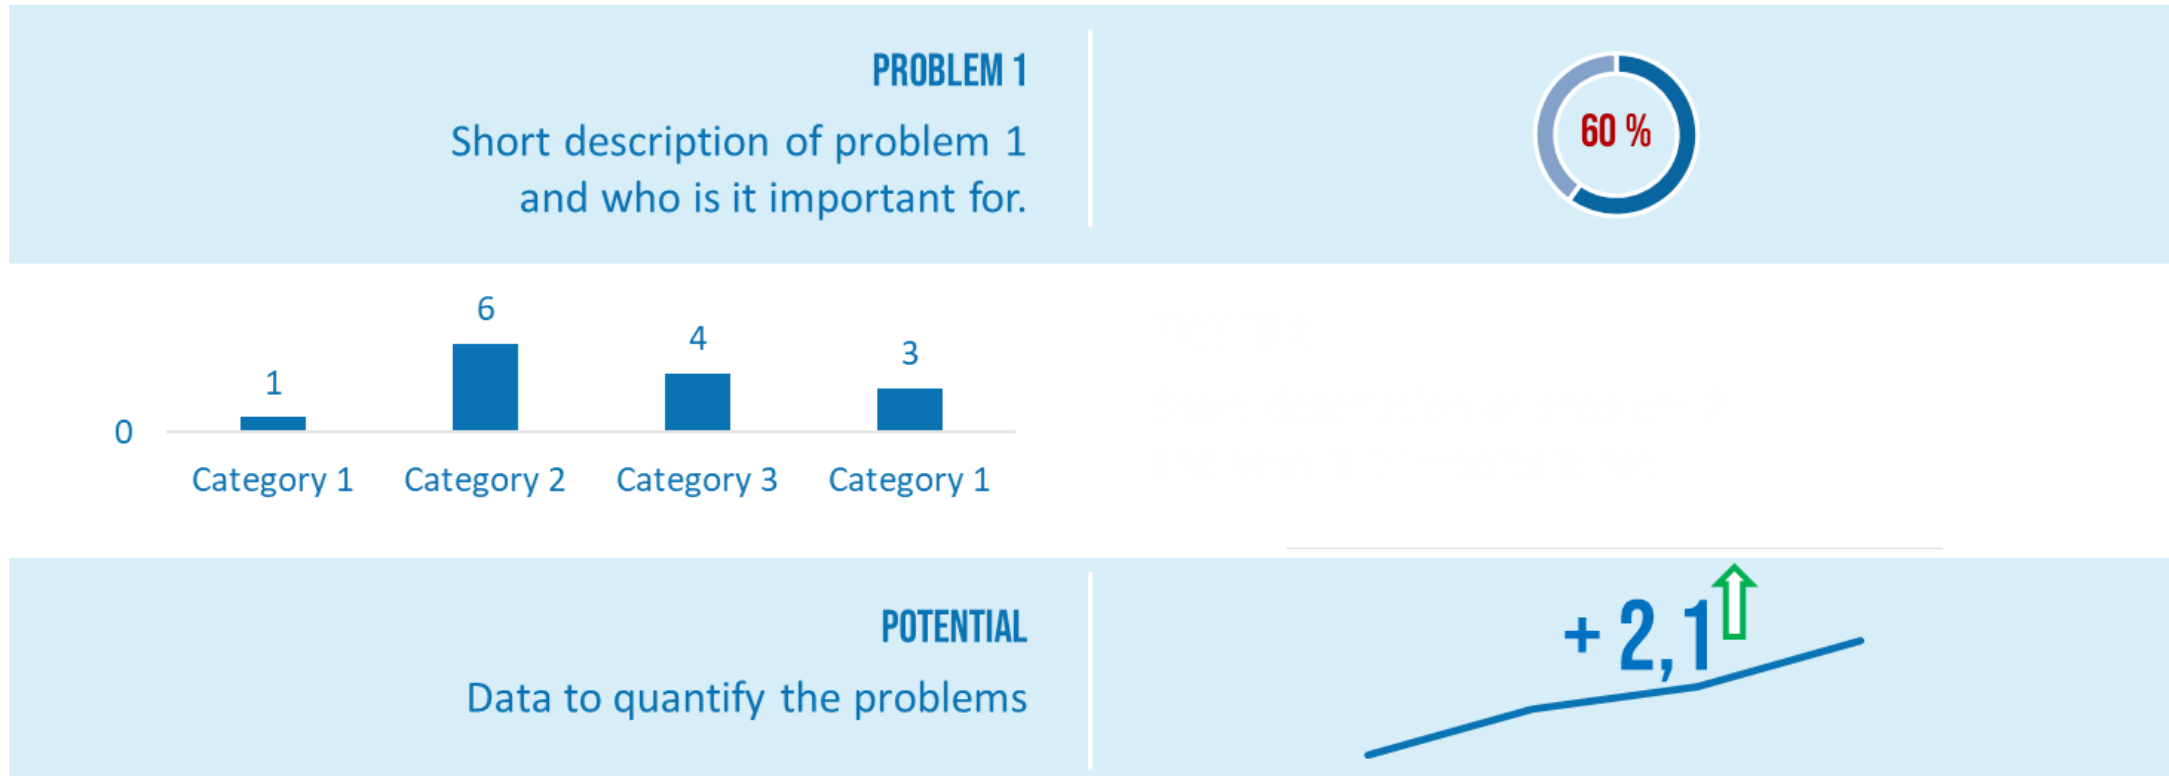 PROBLEM 1
Short description of problem 1
and who is it important for.
60 %
6
4
3
1
0
Category 1 Category 2 Category 3 Category 1
POTENTIAL
Data to quantify the problems
+ 2,1